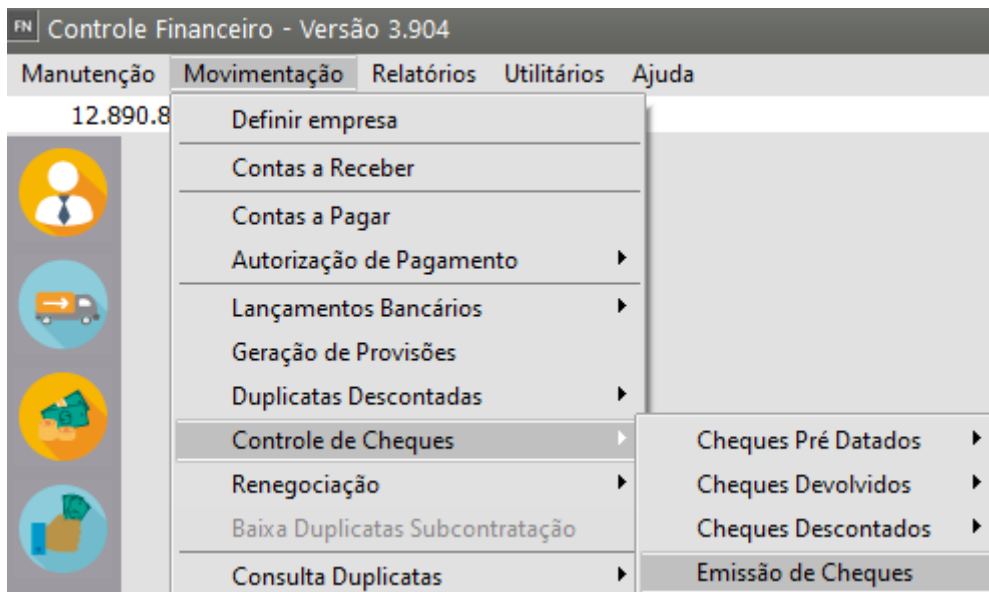 FN Controle Financeiro - Versão 3.904
Manutenção Movimentação Relatórios Utilitários Ajuda
12.890.8
Definir empresa
Contas a Receber
Contas a Pagar
Autorização de Pagamento
Lançamentos Bancários
Geração de Provisões
Duplicatas Descontadas
Controle de Cheques
Renegociação
Baixa Duplicatas Subcontratação
Consulta Duplicatas
Cheques Pré Datados
Cheques Devolvidos
Cheques Descontados
Emissão de Cheques